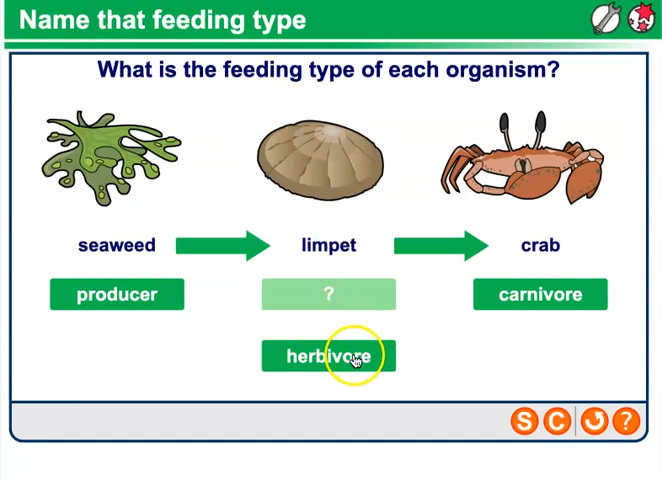 Name that feeding type
What is the feeding type of each organism?
seaweed limpet crab
producer ? carnivore
herbivore
S C ?